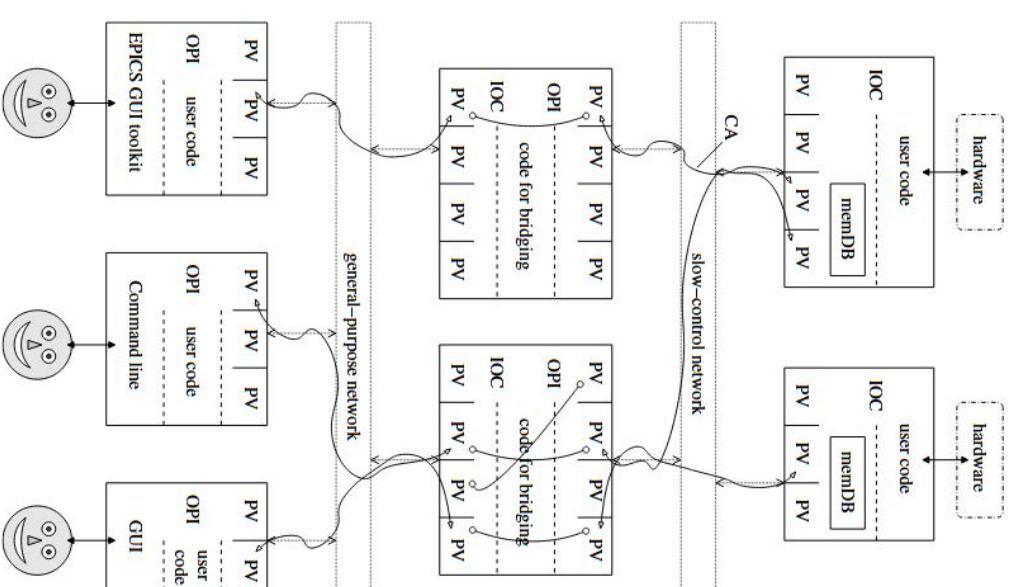 hardware
hardware
user code
IOC
memDB
PV PV PV PV
user code
IOC
memDB
PV PV PV
CA
slow-control network
PV PV PV PV
OPI
code for bridging
IOC
PV PV PV PV
PV PV PV PV
OPI
code for bridging
IOC
PV PV PV PV
general-purpose network
PV PV PV
OPI
user code
EPICS GUI toolkit
PV PV PV
OPI
user code
Command line
PV PV
OPI
user
code
GUI